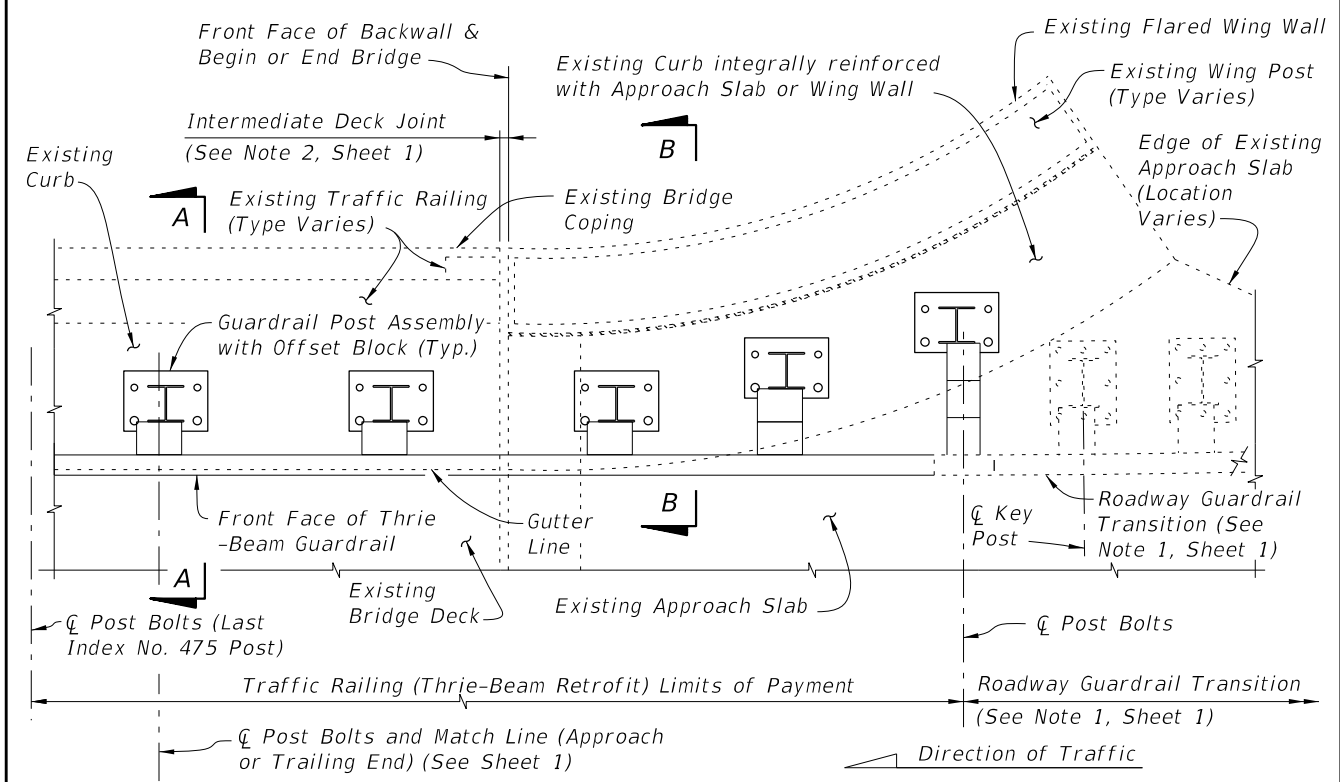 Front Face of Backwall &
Begin or End Bridge
Existing Flared Wing Wall
Existing Curb integrally reinforced
with Approach Slab or Wing Wall
Existing Wing Post
(Type Varies)
Intermediate Deck Joint
(See Note 2, Sheet 1)
B
Edge of Existing
Approach Slab
(Location
Varies)
Existing
Curb
A
Existing Traffic Railing
(Type Varies)
Existing Bridge
Coping
Guardrail Post Assembly
with Offset Block (Typ.)
Front Face of Thrie
-Beam Guardrail
Gutter
Line
B
℄ Key
Post
Roadway Guardrail
Transition (See
Note 1, Sheet 1)
A
Existing
Bridge Deck
Existing Approach Slab
℄ Post Bolts (Last
Index No. 475 Post)
℄ Post Bolts
Traffic Railing (Thrie-Beam Retrofit) Limits of Payment
Roadway Guardrail Transition
(See Note 1, Sheet 1)
℄ Post Bolts and Match Line (Approach
or Trailing End) (See Sheet 1)
Direction of Traffic